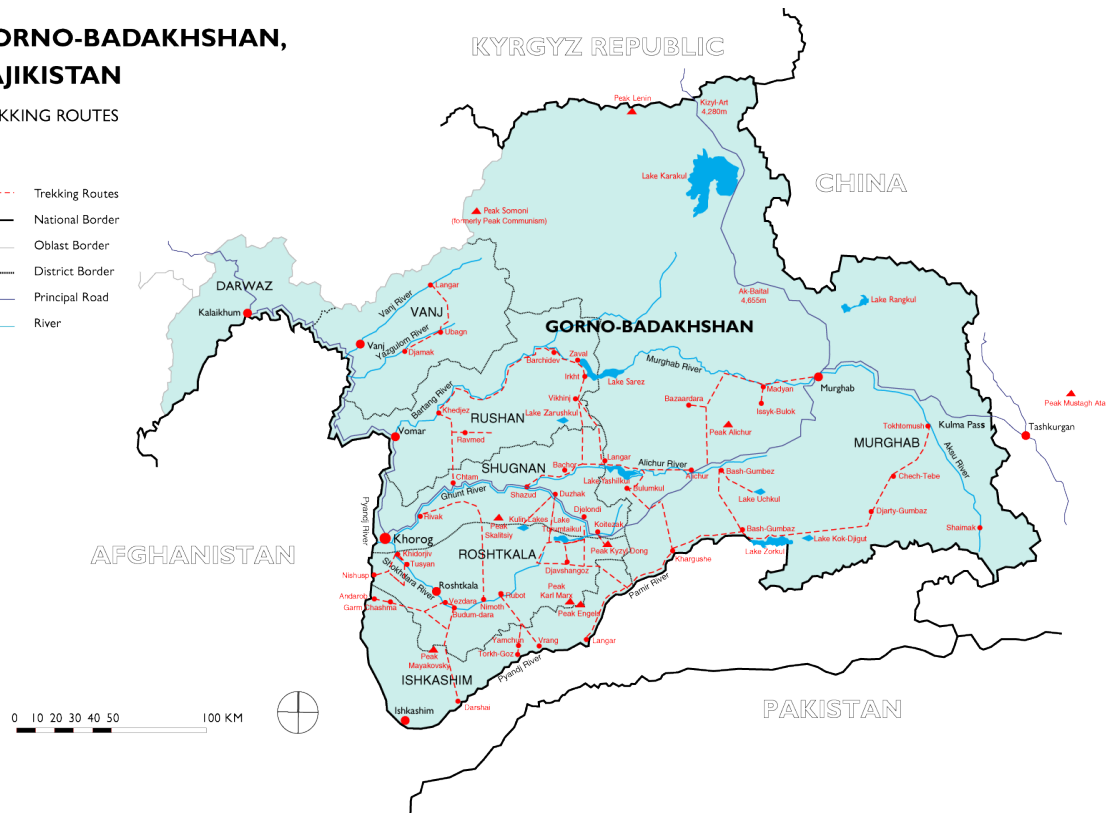 ORNO-BADAKHSHAN,
AJIKISTAN
KKING ROUTES
Trekking Routes
National Border
Oblast Border
District Border
Principal Road
River
KYRGYZ REPUBLIC
CHINA
AFGHANISTAN
PAKISTAN
Peak Lenin
Kizyl-Art
4,280m
Lake Karakul
Peak Somoni
(formerly Peak Communism)
DARWAZ
Kalaikhum
Langar
Vanj River
VANJ
Ubagn
Yazgulom River
Vanj
Djamak
Ak-Baital
4.655m
Lake Rangkul
GORNO-BADAKHSHAN
Barchidev
Zaval
Irkht
Lake Sarez
Murghab River
Madyan
Murghab
Peak Mustagh Ata
Bartang River
Khedjez
RUSHAN
Vikhinj
Lake Zarushkul
Bazaardara
Issyk-Bulok
Peak Alichur
Tokhtomush
Kulma Pass
Tashkurgan
Vomar
Ravmed
MURGHAB
Aksu River
SHUGNAN
Bachor
Langar
Alichur River
Alichur
Bash-Gumbez
Chech-Tebe
Chtam
Lake Yashilkul
Bulumkul
Lake Uchkul
Ghunt River
Shazud
Duzhak
Djarty-Gumbaz
Pyandj River
Rivak
Peak
Skalitsiy
Kulin Lakes
Lake
Turumtaikul
Djelondi
Koitezak
Bash-Gumbaz
Shaimak
Khorog
Lake Zorkul
Lake Kok-Djigut
ROSHTKALA
Peak Kyzyl Dong
Khargushe
Khidorjiv
Tusyan
Djavshangoz
Nishusp
Shokhdara River
Roshtkala
Peak
Karl Marx
Pamir River
Andarob
Garm Chashma
Vezdara
Nimoth
Rubot
Budum-dara
Peak Engels
Yamchun
Vrang
Langar
Torkh-Goz
Peak
Mayakovsky
Pyandj River
ISHKASHIM
Darshai
Ishkashim
0 10 20 30 40 50 100 KM